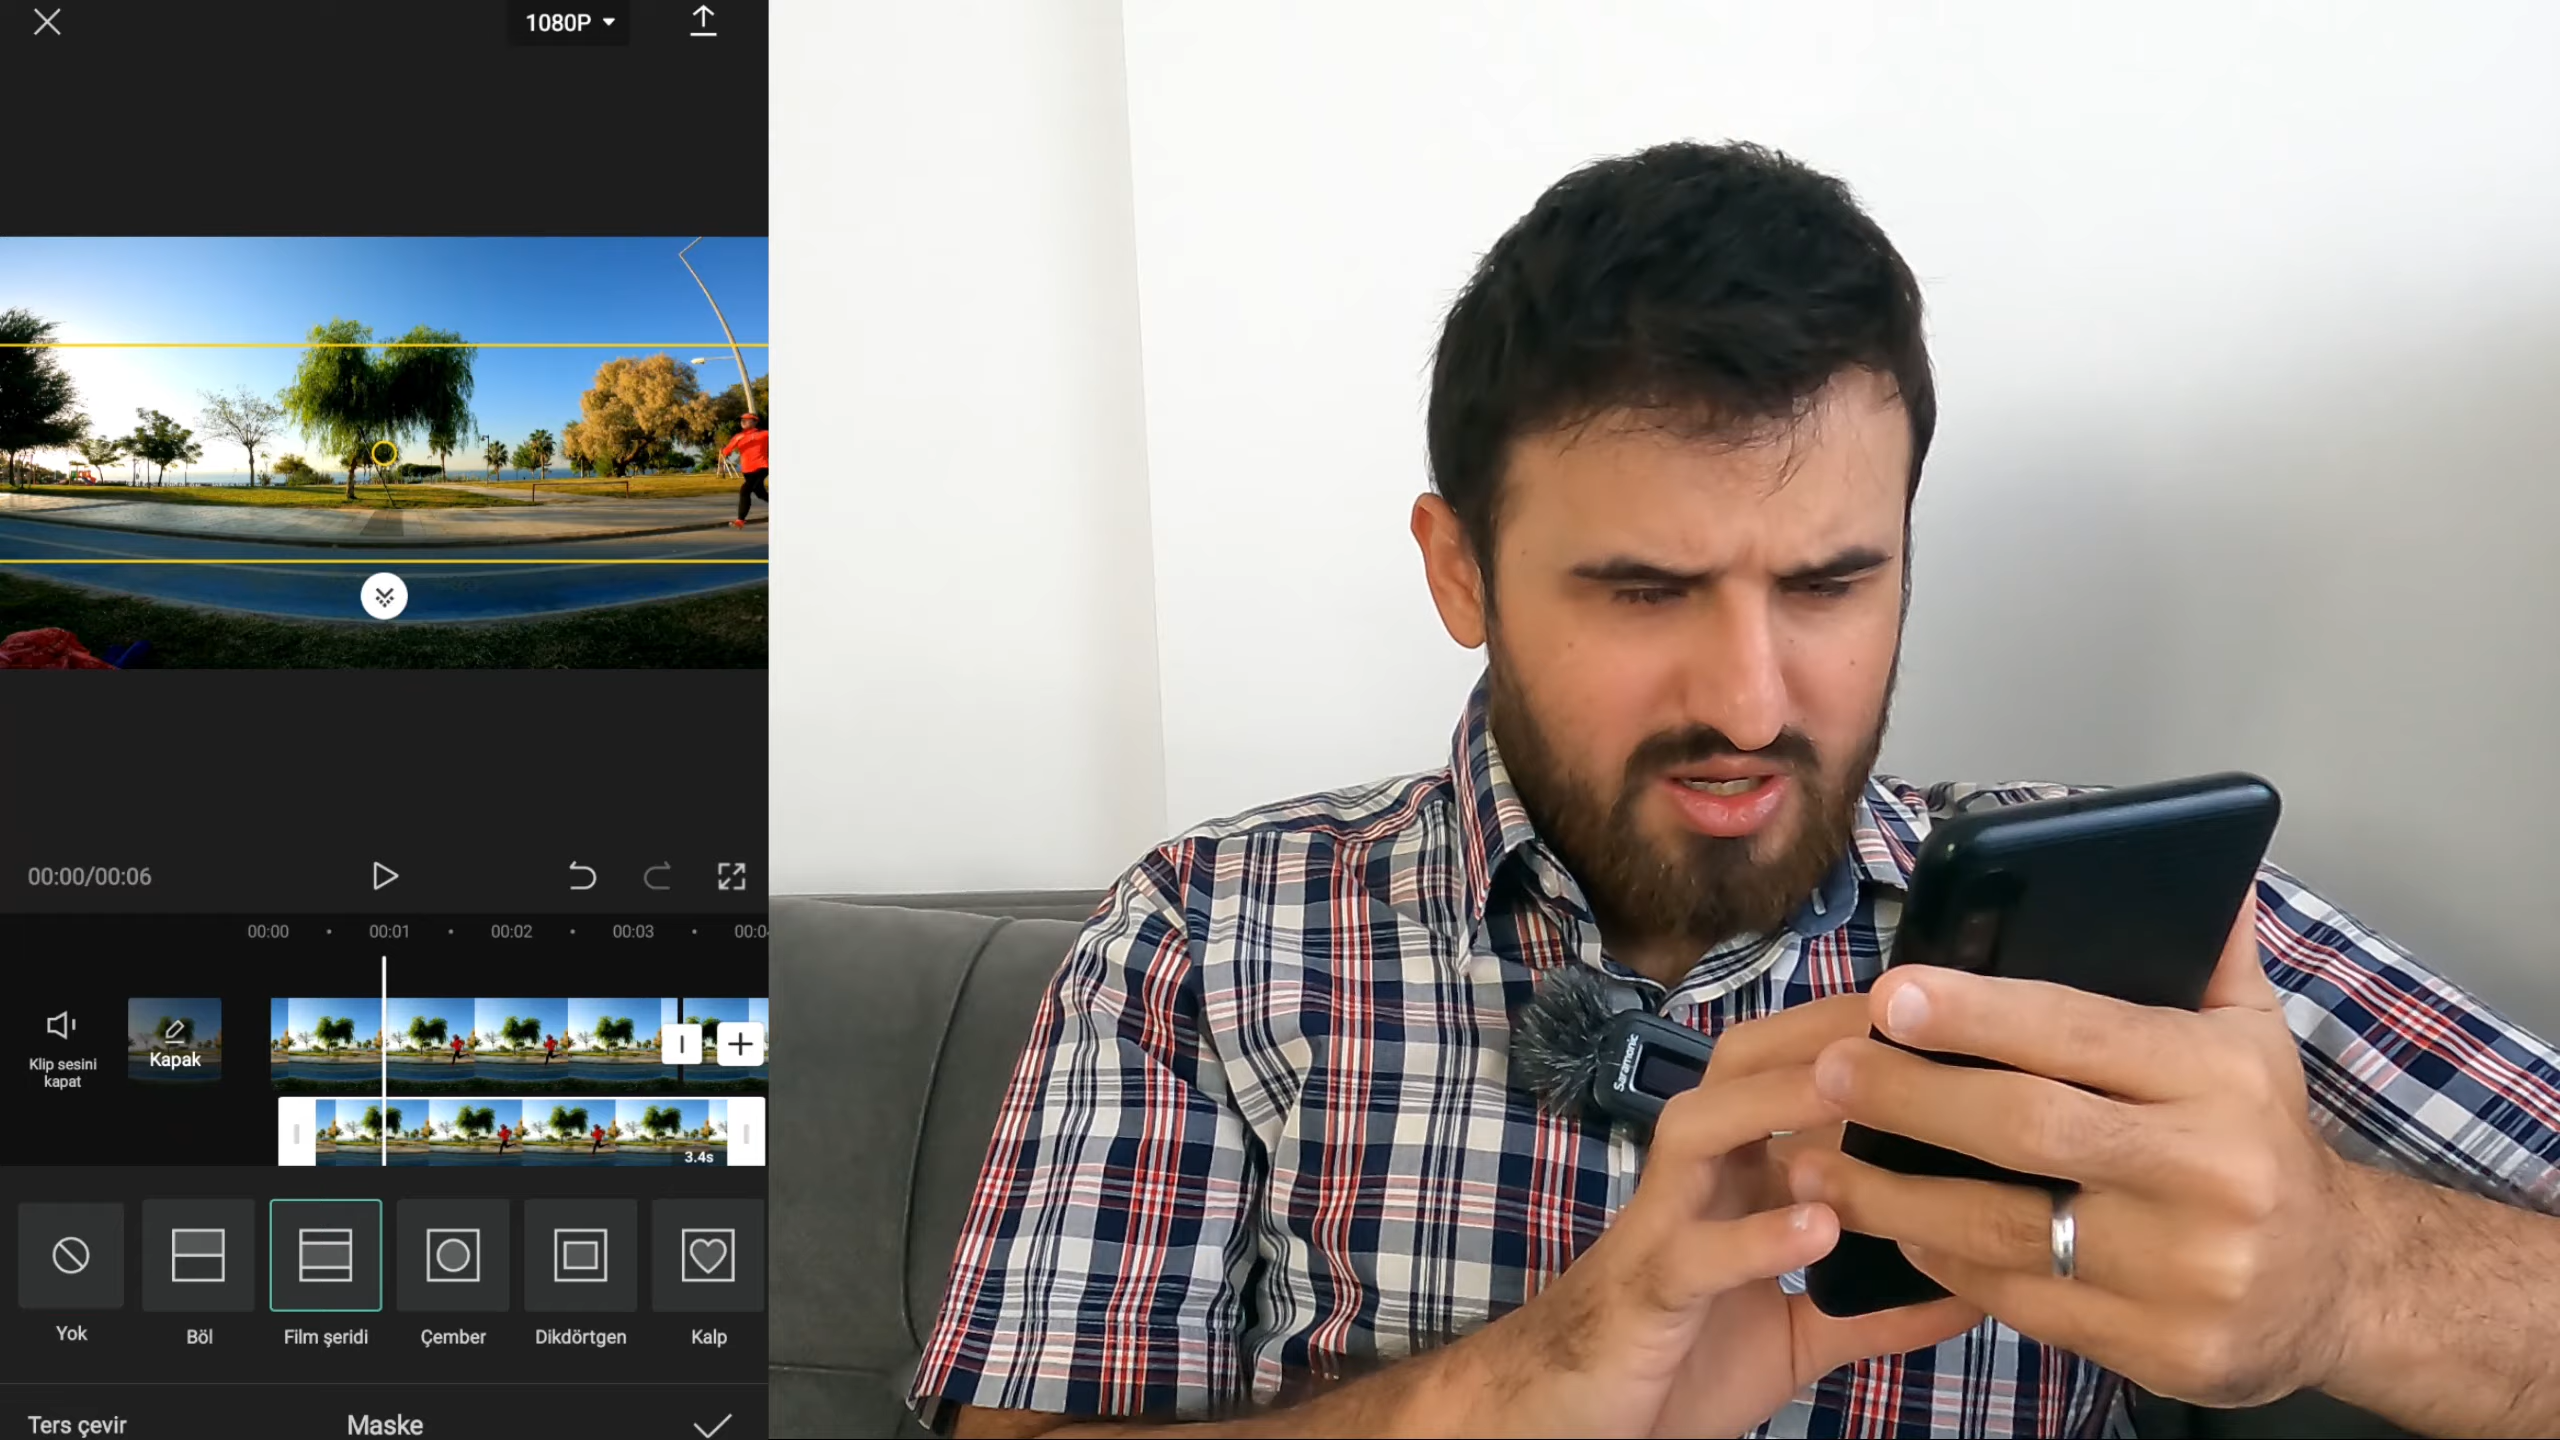 1080P
00:00/00:06
00:00
00:01
00:02
00:03
Klip sesini
kapat
Kapak
3.4s
Yok
Böl
Film şeridi
Çember
Dikdörtgen
Kalp
Ters çevir
Maske
Saramonic